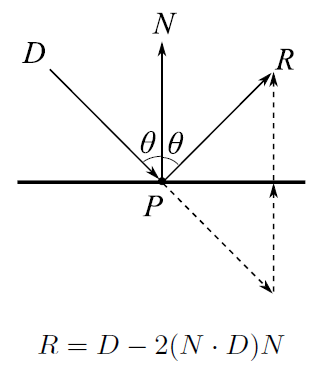 N
D
R
θ θ
P
R = D − 2(N · D)N